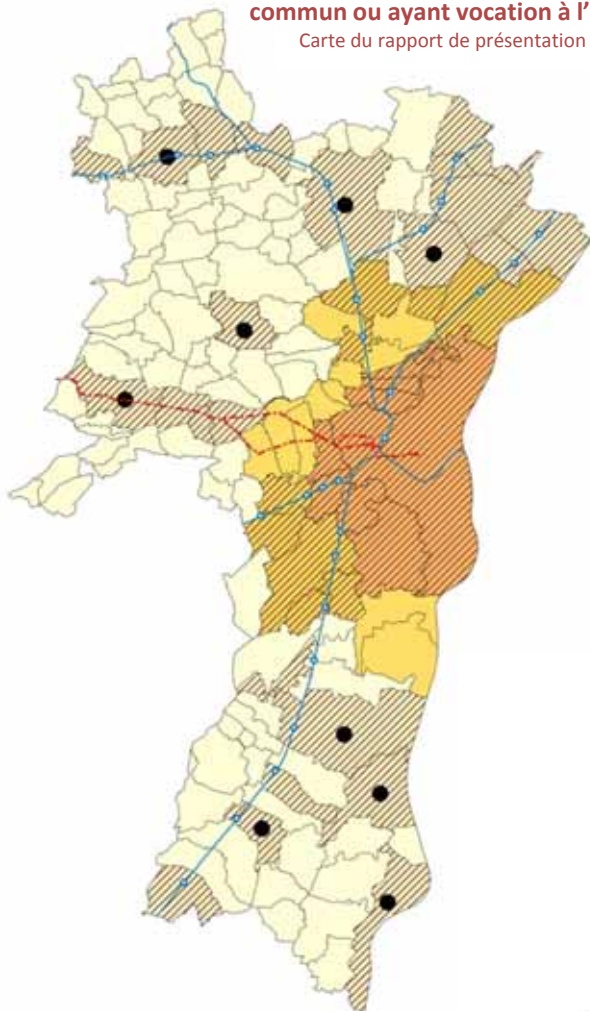 commun ou ayant vocation à l'
Carte du rapport de présentation